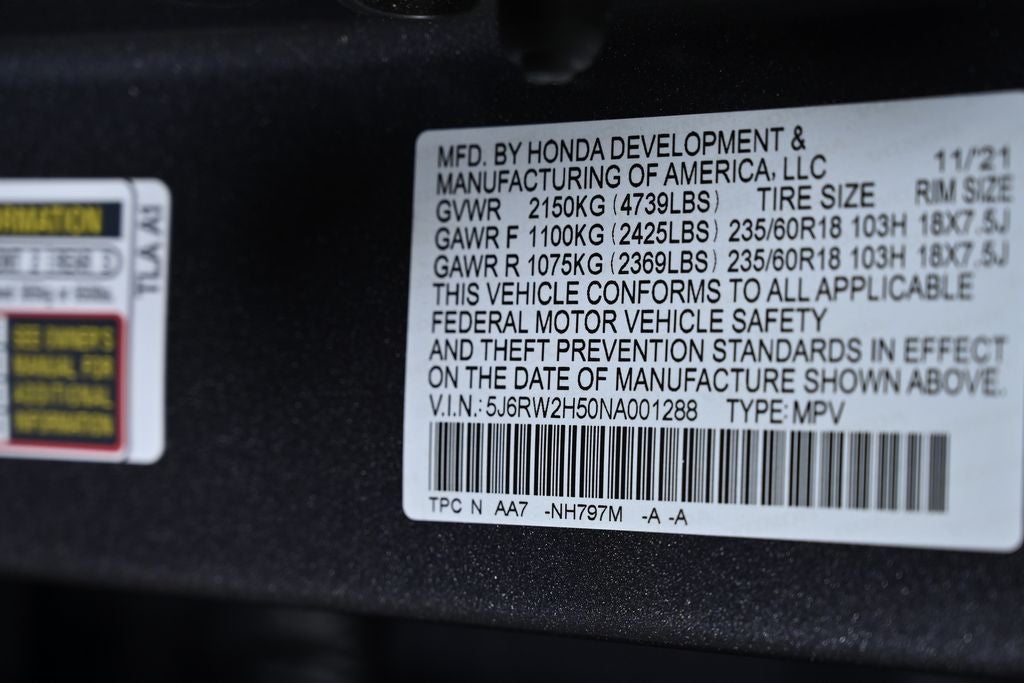 TLA A1
SEE OWNER'S
MANUAL FOR
ADDITIONAL
INFORMATION
MFD. BY HONDA DEVELOPMENT &
MANUFACTURING OF AMERICA, LLC 11/'21
GVWR 2150KG (4739LBS) TIRE SIZE RIM SIZE
GAWR F 1100KG (2425LBS) 235/60R18 103H 18X7.5J
GAWR R 1075KG (2369LBS) 235/60R18 103H 18X7.5J
THIS VEHICLE CONFORMS TO ALL APPLICABLE
FEDERAL MOTOR VEHICLE SAFETY
AND THEFT PREVENTION STANDARDS IN EFFECT
ON THE DATE OF MANUFACTURE SHOWN ABOVE.
V.I.N.: 5J6RW2H50NA001288 TYPE: MPV
TPC N AA7 -NH797M -A -A